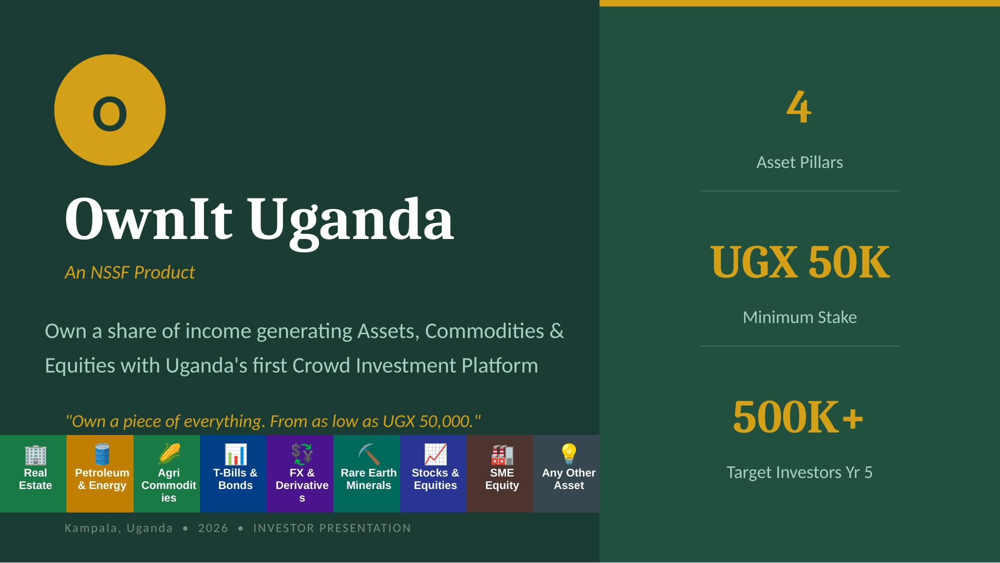 O
OwnIt Uganda
An NSSF Product
Own a share of income generating Assets, Commodities &
Equities with Uganda's first Crowd Investment Platform
"Own a piece of everything. From as low as UGX 50,000."
Real
Estate
Petroleum
& Energy
Agri
Commodit
ies
T-Bills &
Bonds
FX &
Derivative
s
Rare Earth
Minerals
Stocks &
Equities
SME
Equity
Any Other
Asset
Kampala, Uganda • 2026 • INVESTOR PRESENTATION
4
Asset Pillars
UGX 50K
Minimum Stake
500K+
Target Investors Yr 5